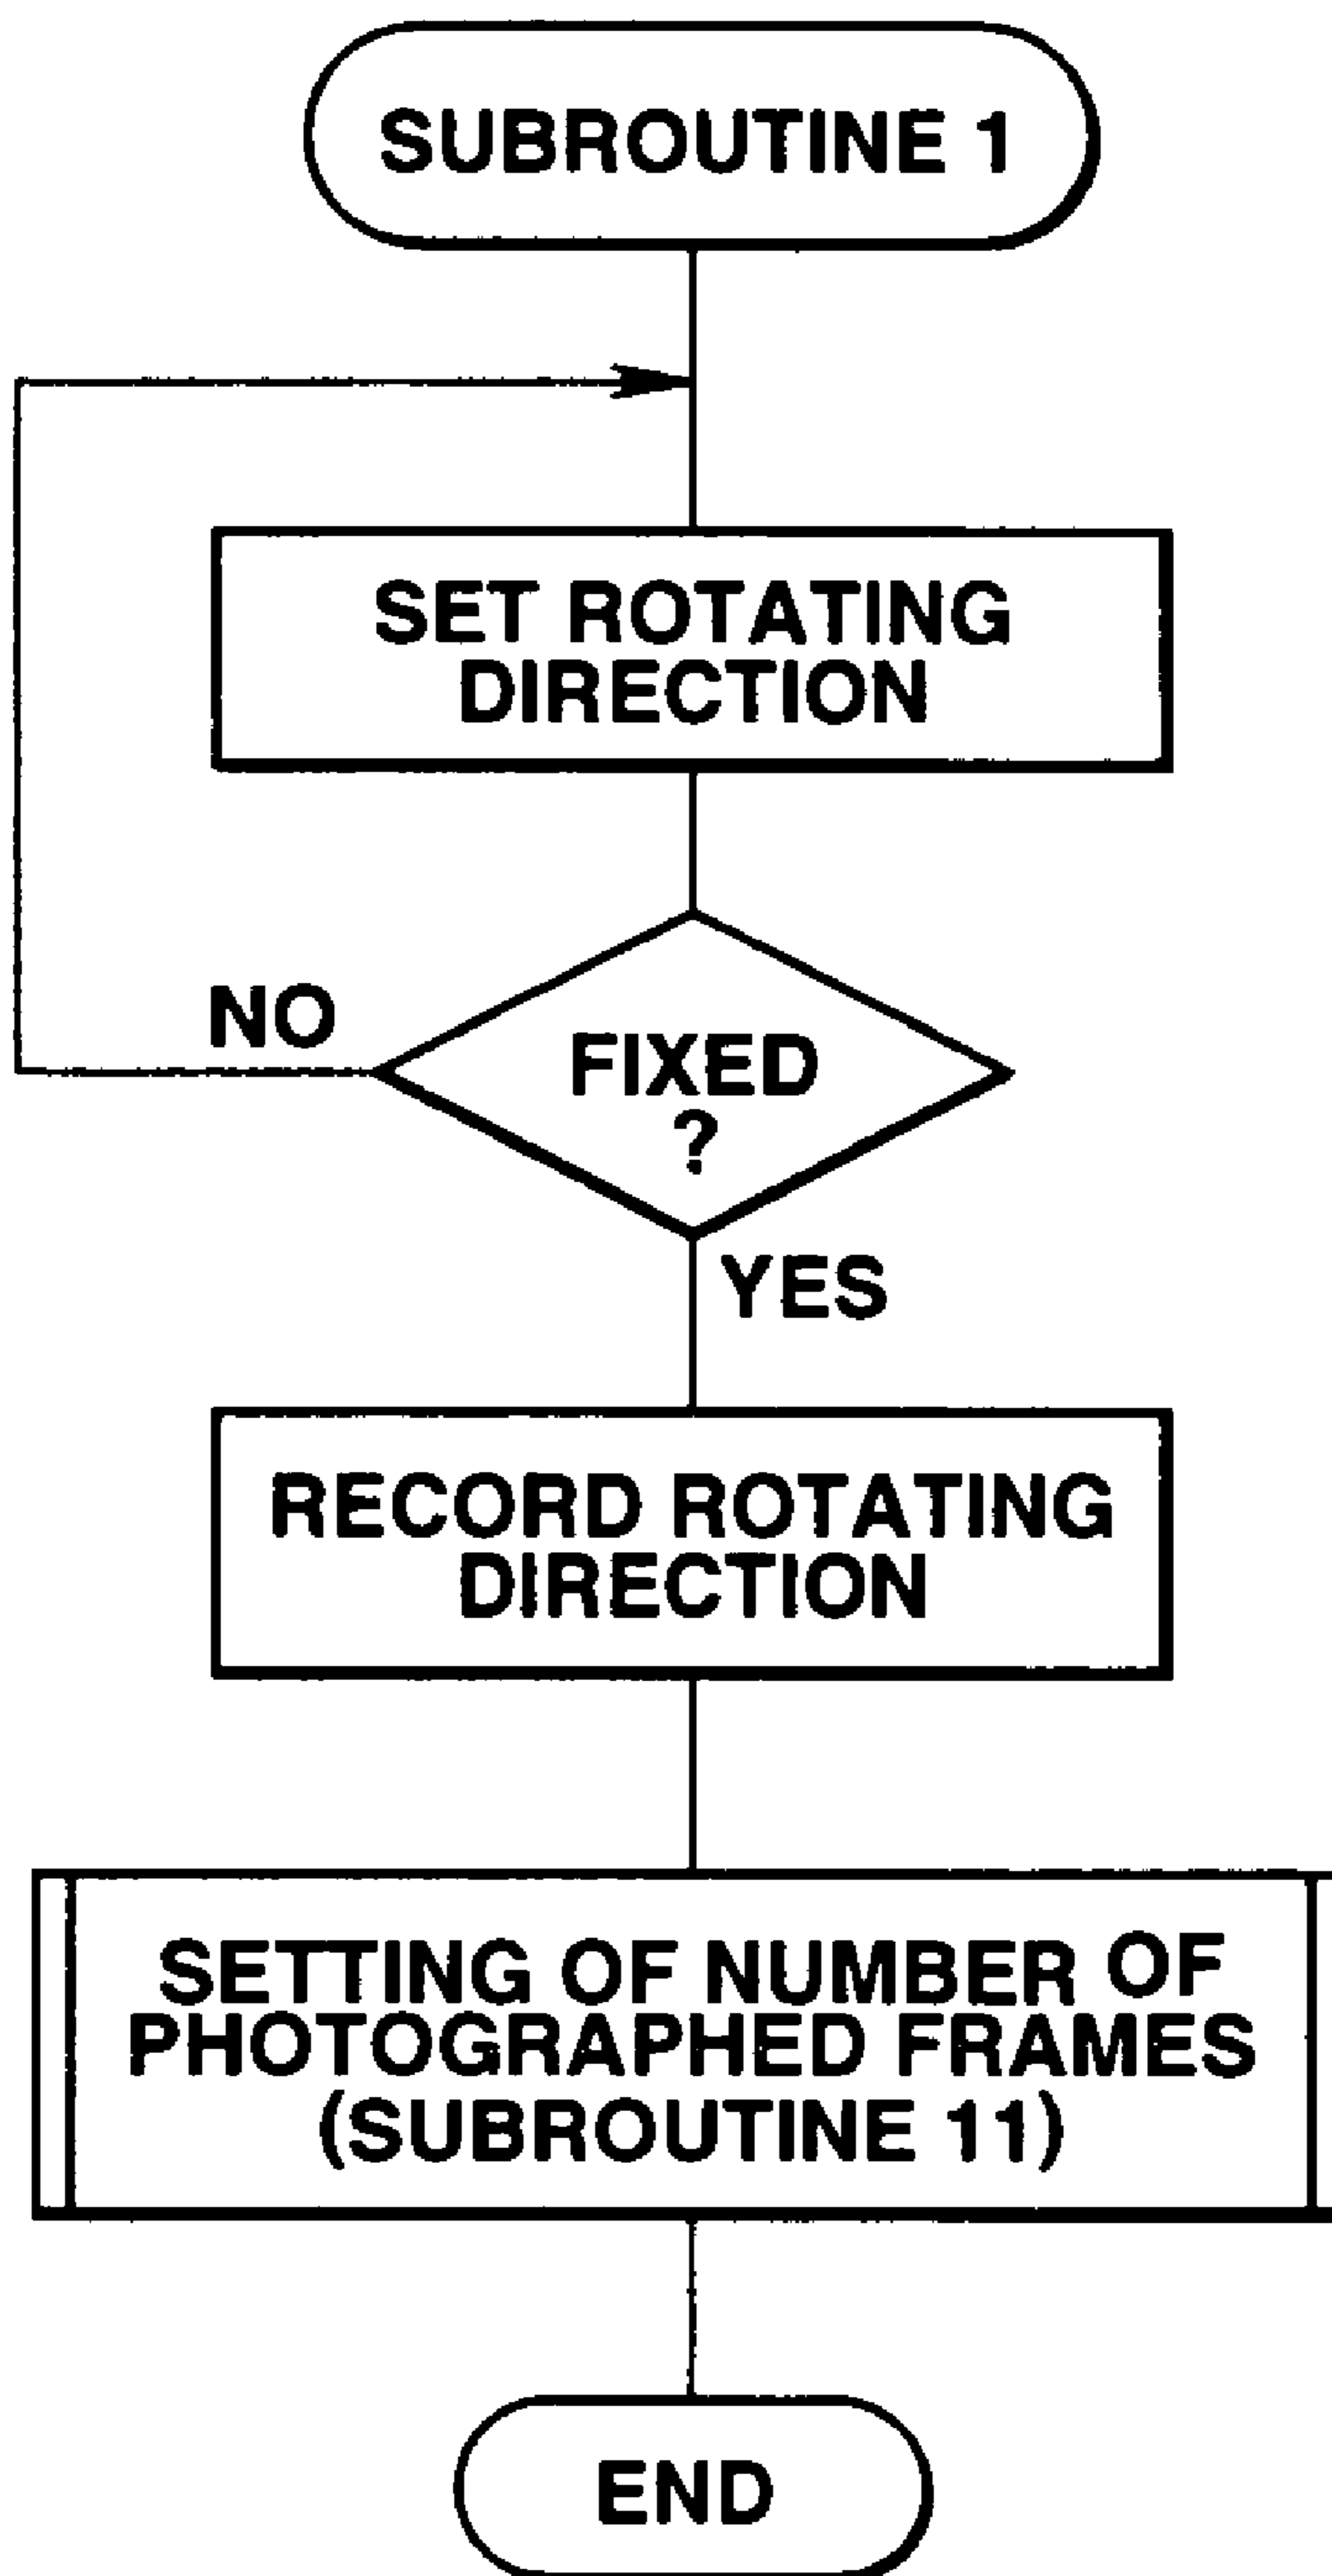 SUBROUTINE 1
SET ROTATING
DIRECTION
NO
FIXED
?
YES
RECORD ROTATING
DIRECTION
SETTING OF NUMBER OF
PHOTOGRAPHED FRAMES
(SUBROUTINE 11)
END